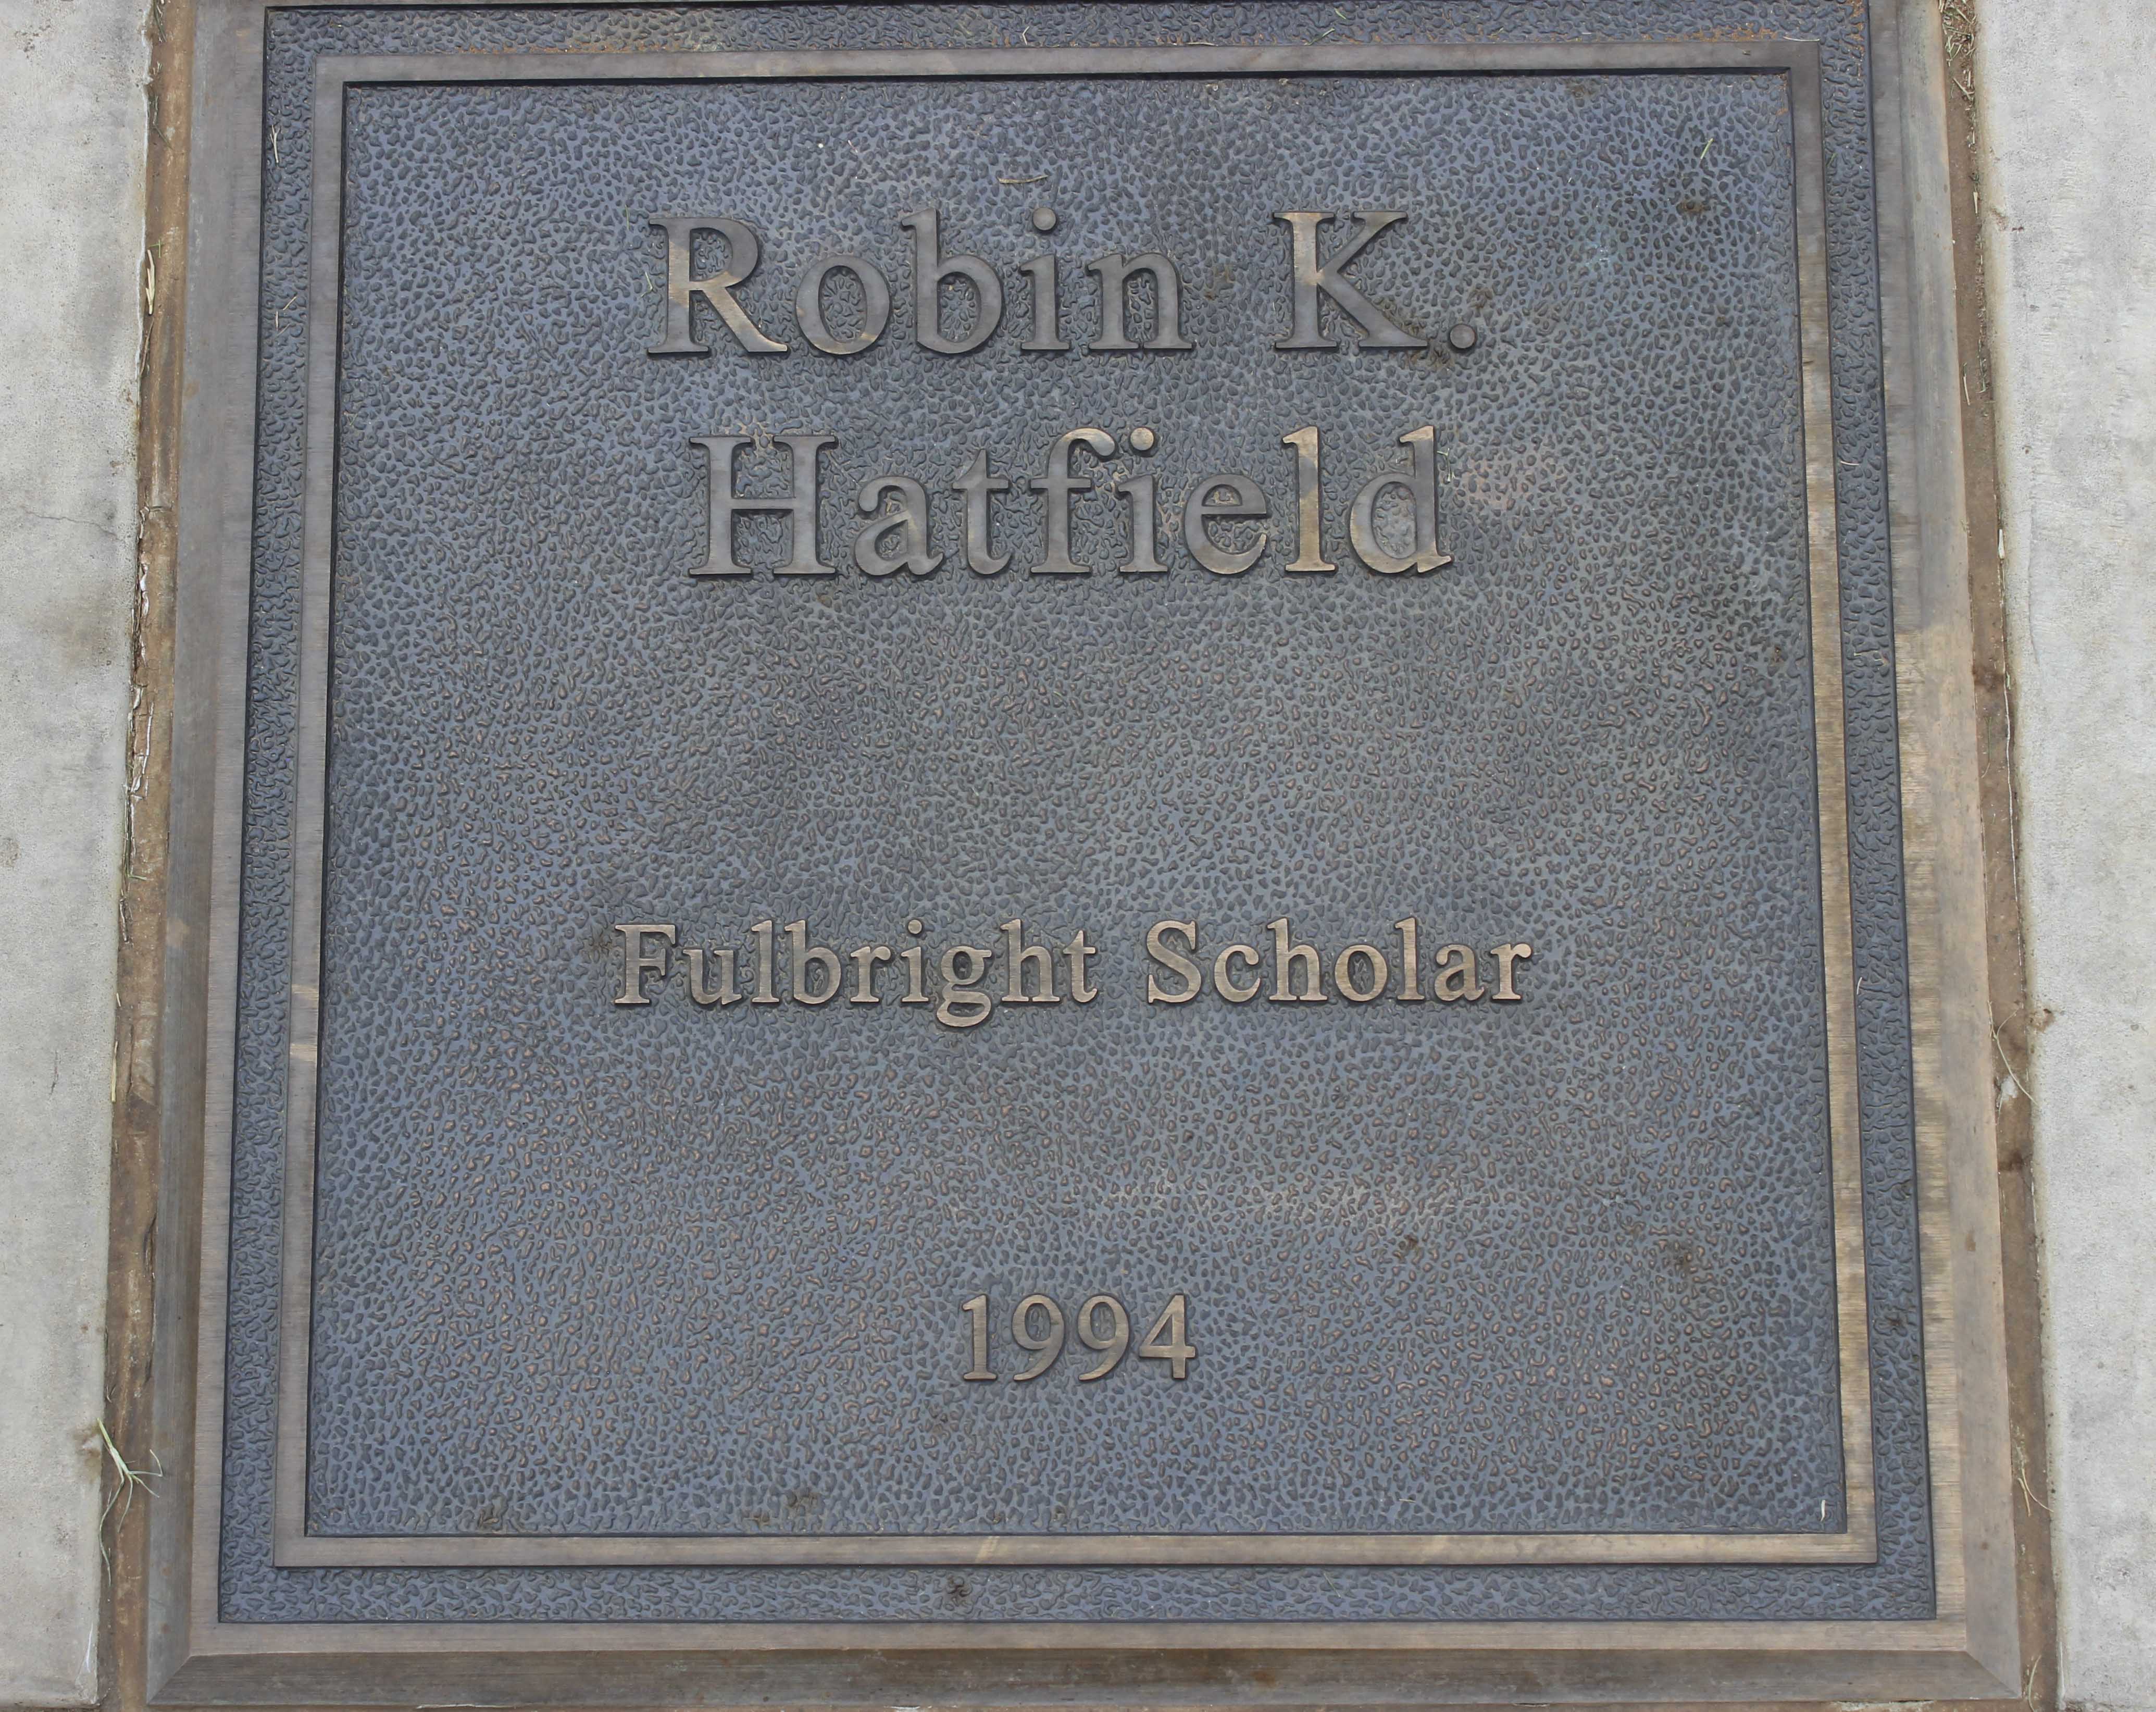 Robin K.
Hatfield
Fulbright Scholar
1994